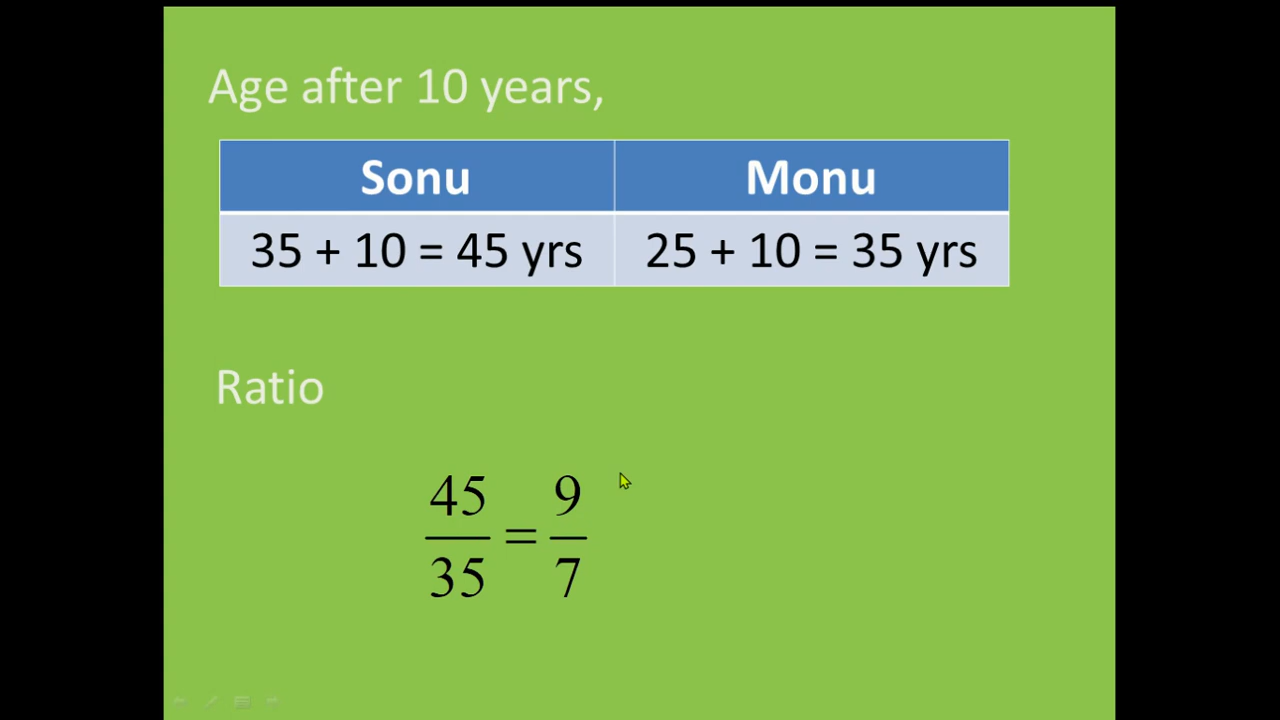 Age after 10 years,
Sonu Monu
35 + 10 = 45 yrs 25 + 10 = 35 yrs
Ratio
45/35 = 9/7